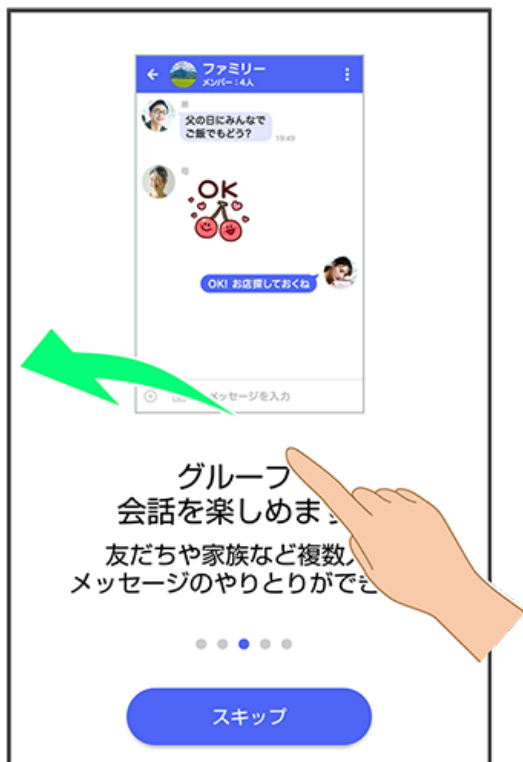 ファミリー
メンバー：4人
父の日にみんなで
ご飯でもどう？
19:49
母
OK
OK! お店探しておくね
メッセージを入力
グループ
会話を楽しめます
友だちや家族など複数
メッセージのやりとりができ
スキップ